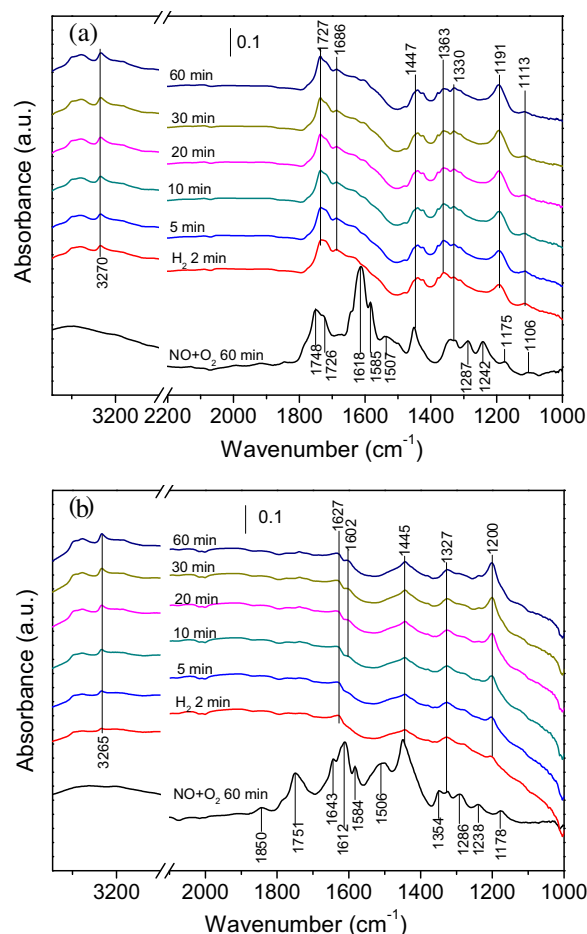 (a)
0.1
1727
1686
1447
1363
1330
1191
1113
60 min
30 min
20 min
10 min
5 min
H2 2 min
NO+O2 60 min
3270
1748
1726
1618
1585
1507
1287
1242
1175
1106
Absorbance (a.u.)
3200 2200 2000 1800 1600 1400 1200 1000
Wavenumber (cm-1)
(b)
0.1
1627
1602
1445
1327
1200
60 min
30 min
20 min
10 min
5 min
H2 2 min
NO+O2 60 min
3265
1850
1751
1643
1612
1584
1506
1354
1286
1238
1178
Absorbance (a.u.)
3200 2000 1800 1600 1400 1200 1000
Wavenumber (cm-1)